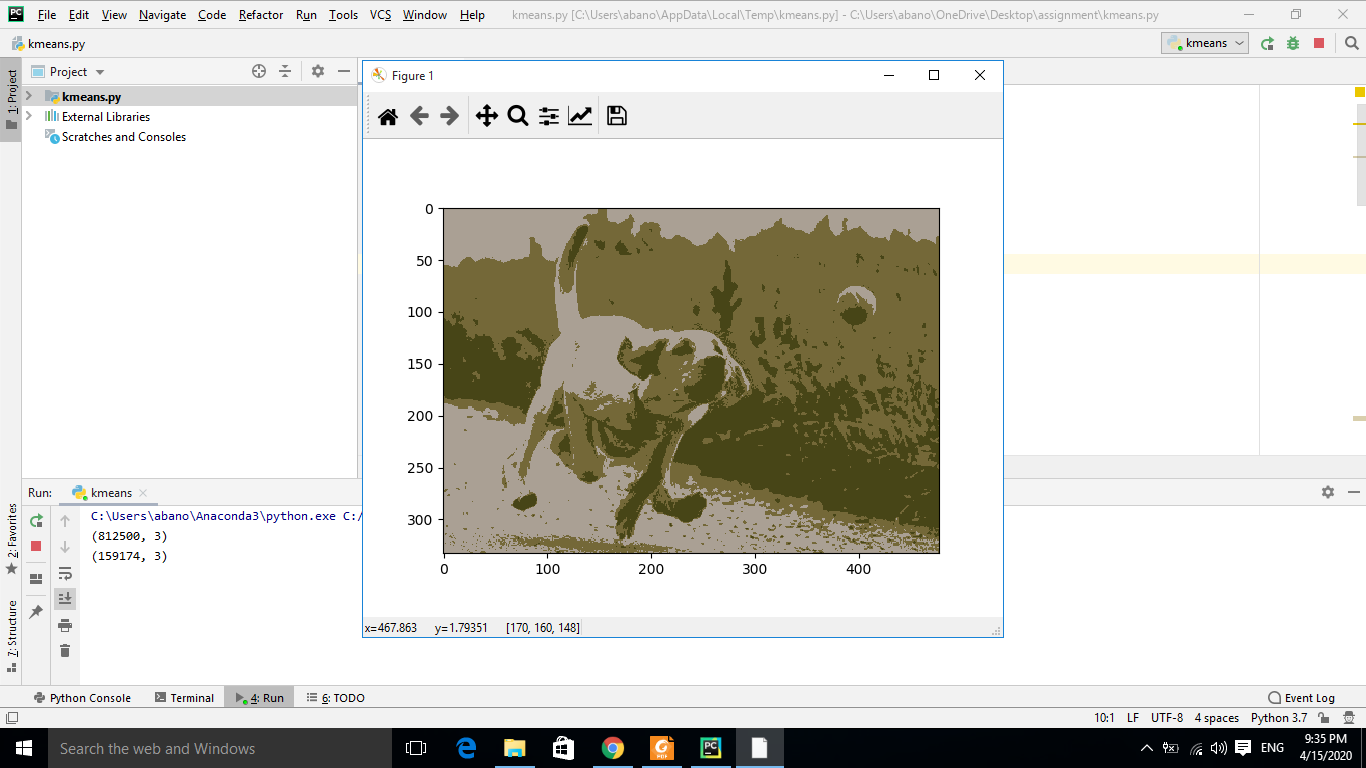 File Edit View Navigate Code Refactor Run Tools VCS Window Help kmeans.py [C:\Users\abano\AppData\Local\Temp\kmeans.py] - C:\Users\abano\OneDrive\Desktop\assignment\kmeans.py
kmeans.py
kmeans
Project
1: Project
kmeans.py
External Libraries
Scratches and Consoles
Figure 1
0
50
100
150
200
250
300
0 100 200 300 400
x=467.863 y=1.79351 [170, 160, 148]
Run: kmeans
C:\Users\abano\Anaconda3\python.exe C:/
(812500, 3)
(159174, 3)
2: Favorites
7: Structure
Python Console Terminal 4: Run 6: TODO Event Log
10:1 LF UTF-8 4 spaces Python 3.7
Search the web and Windows
PDF
PC
ENG
9:35 PM
4/15/2020